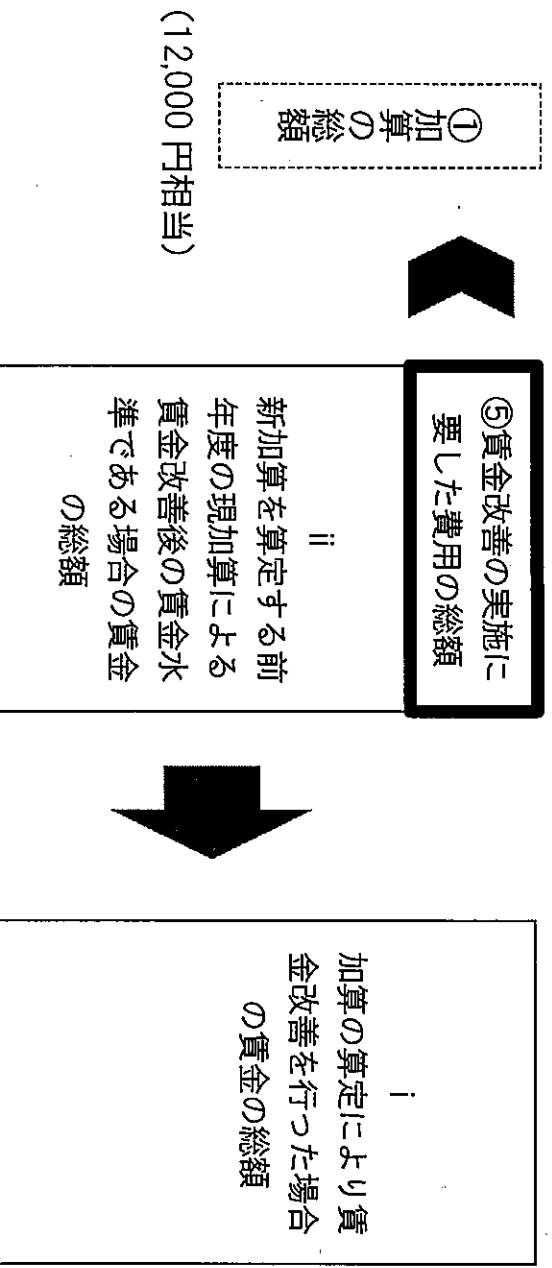 ①加算の総額
(12,000 円相当)
⑤賃金改善の実施に
要した費用の総額
ii
新加算を算定する前
年度の現加算による
賃金改善後の賃金水
準である場合の賃金
の総額
i
加算の算定により賃
金改善を行った場合
の賃金の総額